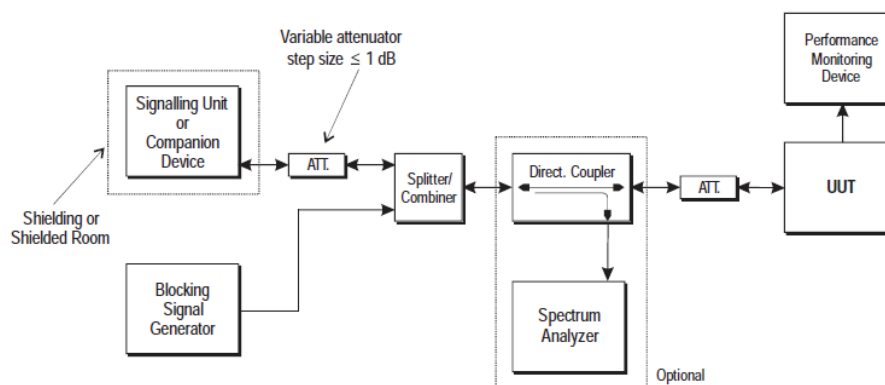 Variable attenuator
step size ≤ 1 dB
Performance
Monitoring
Device
Signalling Unit
or
Companion
Device
ATT.
Splitter/
Combiner
Direct. Coupler
ATT.
UUT
Shielding or
Shielded Room
Blocking
Signal
Generator
Spectrum
Analyzer
Optional